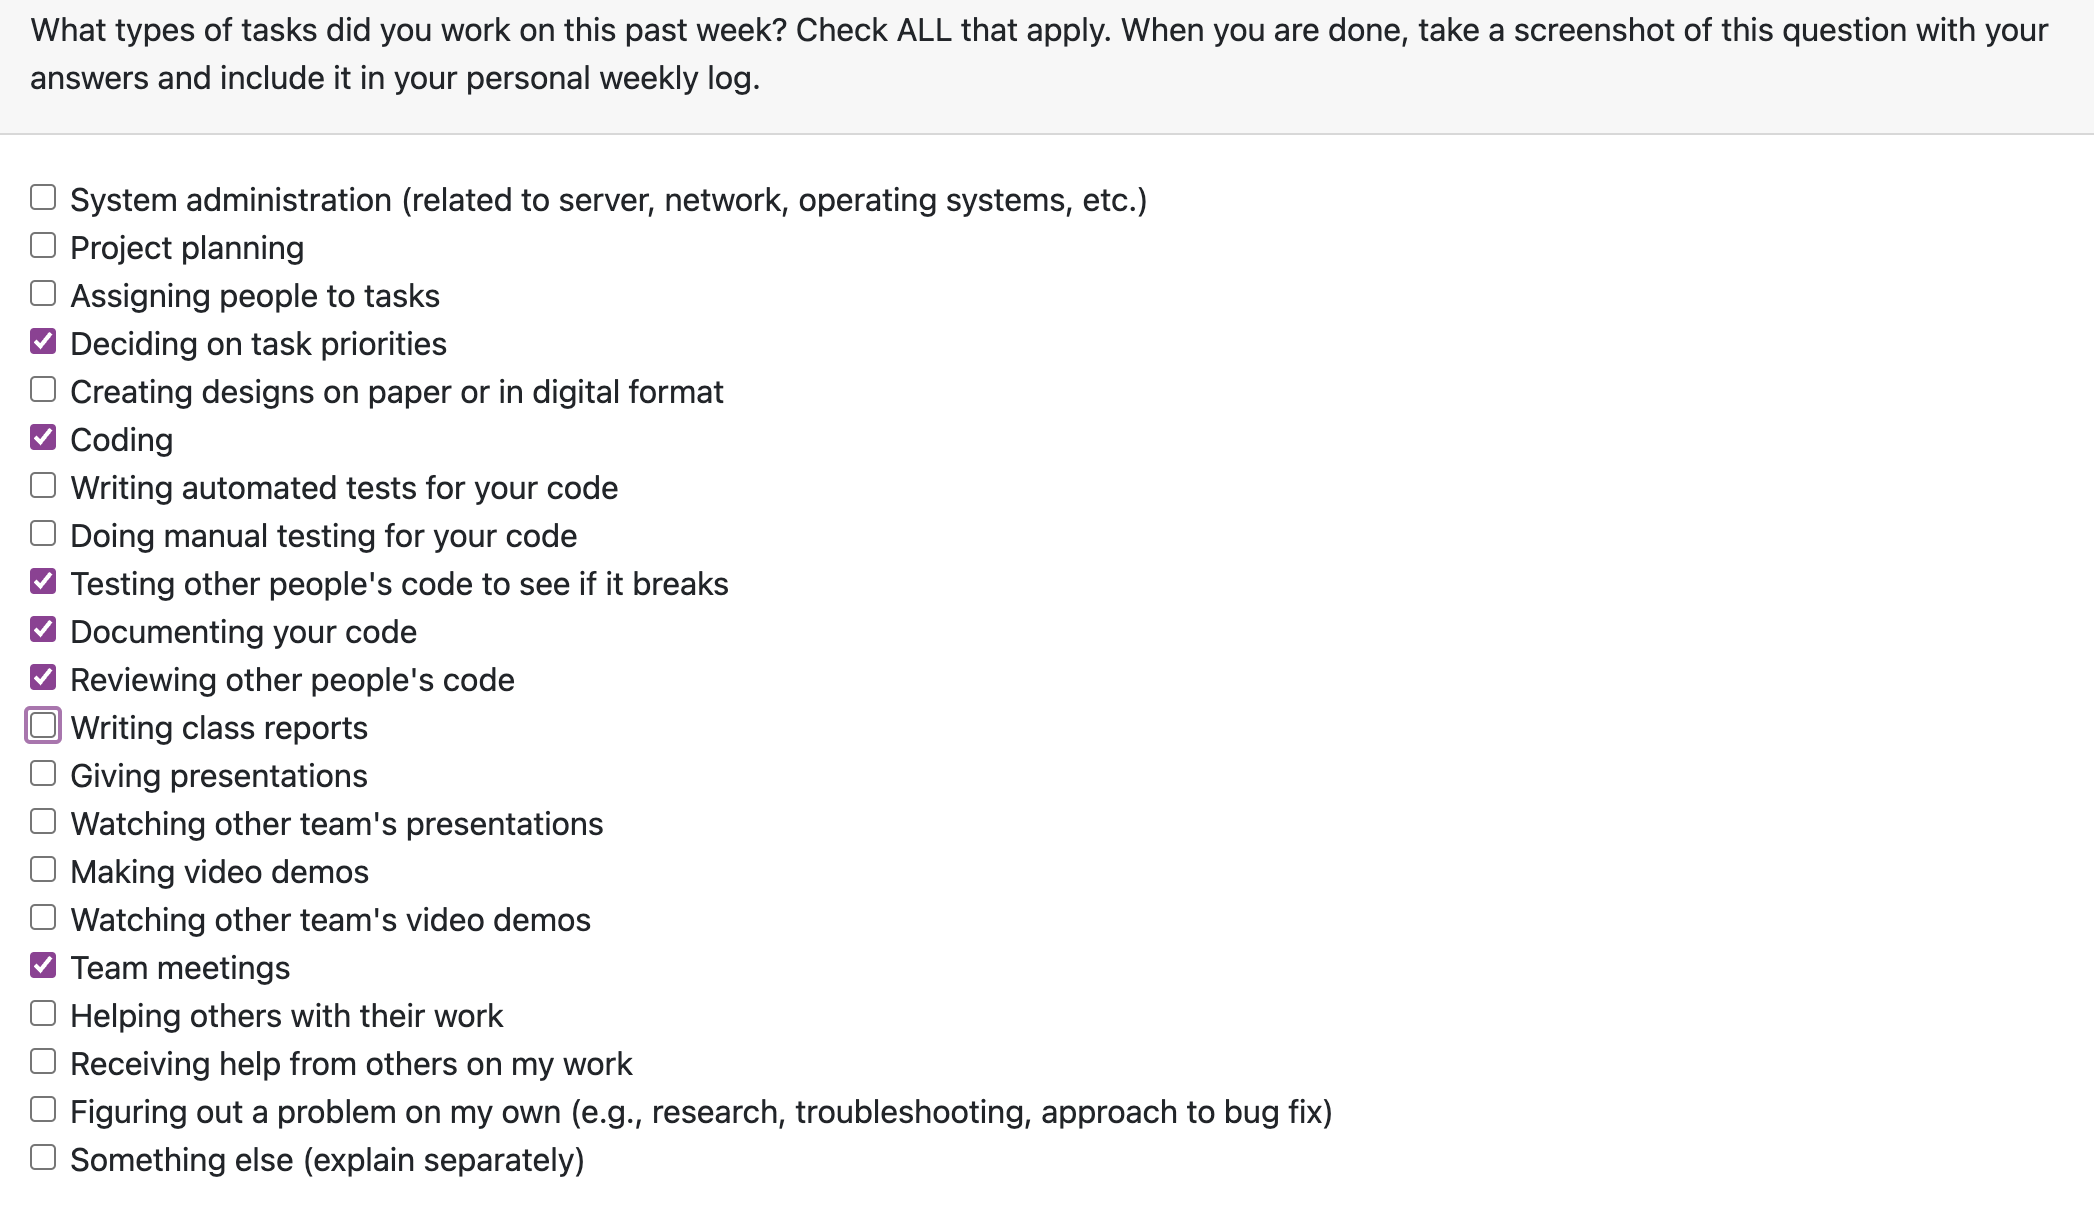 What types of tasks did you work on this past week? Check ALL that apply. When you are done, take a screenshot of this question with your
answers and include it in your personal weekly log.
System administration (related to server, network, operating systems, etc.)
Project planning
Assigning people to tasks
Deciding on task priorities
Creating designs on paper or in digital format
Coding
Writing automated tests for your code
Doing manual testing for your code
Testing other people's code to see if it breaks
Documenting your code
Reviewing other people's code
Writing class reports
Giving presentations
Watching other team's presentations
Making video demos
Watching other team's video demos
Team meetings
Helping others with their work
Receiving help from others on my work
Figuring out a problem on my own (e.g., research, troubleshooting, approach to bug fix)
Something else (explain separately)